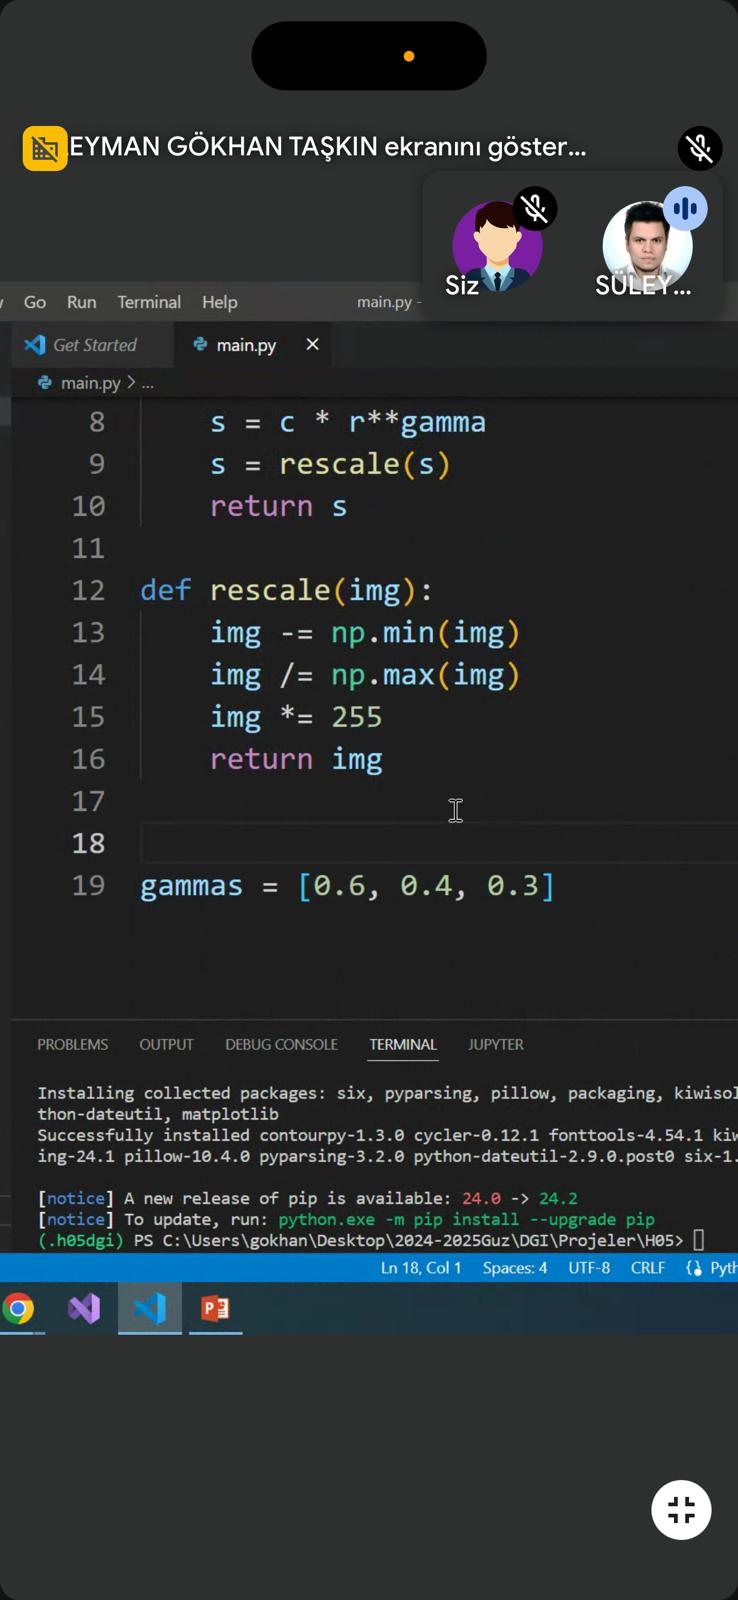 EYMAN GÖKHAN TAŞKIN ekranını göster...
Siz
SÜLEY...
Go Run Terminal Help main.py -
Get Started main.py
main.py > ...
8 s = c * r**gamma
9 s = rescale(s)
10 return s
11
12 def rescale(img):
13 img -= np.min(img)
14 img /= np.max(img)
15 img *= 255
16 return img
17
18
19 gammas = [0.6, 0.4, 0.3]
PROBLEMS OUTPUT DEBUG CONSOLE TERMINAL JUPYTER
Installing collected packages: six, pyparsing, pillow, packaging, kiwisol
thon-dateutil, matplotlib
Successfully installed contourpy-1.3.0 cycler-0.12.1 fonttools-4.54.1 kiw
ing-24.1 pillow-10.4.0 pyparsing-3.2.0 python-dateutil-2.9.0.post0 six-1.
[notice] A new release of pip is available: 24.0 -> 24.2
[notice] To update, run: python.exe -m pip install --upgrade pip
(.h05dgi) PS C:\Users\gokhan\Desktop\2024-2025Guz\DGI\Projeler\H05>
Ln 18, Col 1 Spaces: 4 UTF-8 CRLF Pyth